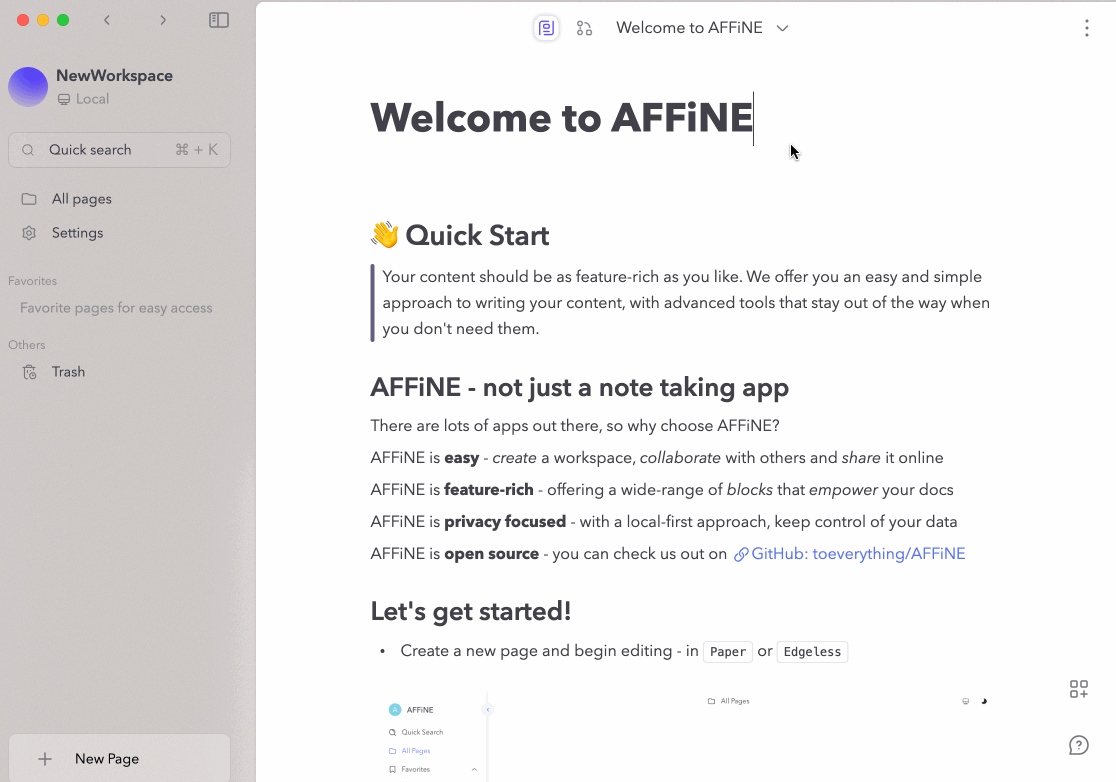 Welcome to AFFiNE
NewWorkspace
Local
Quick search ⌘ + K
All pages
Settings
Favorites
Favorite pages for easy access
Others
Trash
New Page
Welcome to AFFiNE
👋 Quick Start
Your content should be as feature-rich as you like. We offer you an easy and simple
approach to writing your content, with advanced tools that stay out of the way when
you don't need them.
AFFiNE - not just a note taking app
There are lots of apps out there, so why choose AFFiNE?
AFFiNE is easy - create a workspace, collaborate with others and share it online
AFFiNE is feature-rich - offering a wide-range of blocks that empower your docs
AFFiNE is privacy focused - with a local-first approach, keep control of your data
AFFiNE is open source - you can check us out on GitHub: toeverything/AFFiNE
Let's get started!
• Create a new page and begin editing - in Paper or Edgeless
A AFFiNE
All Pages
Quick Search
All Pages
Favorites